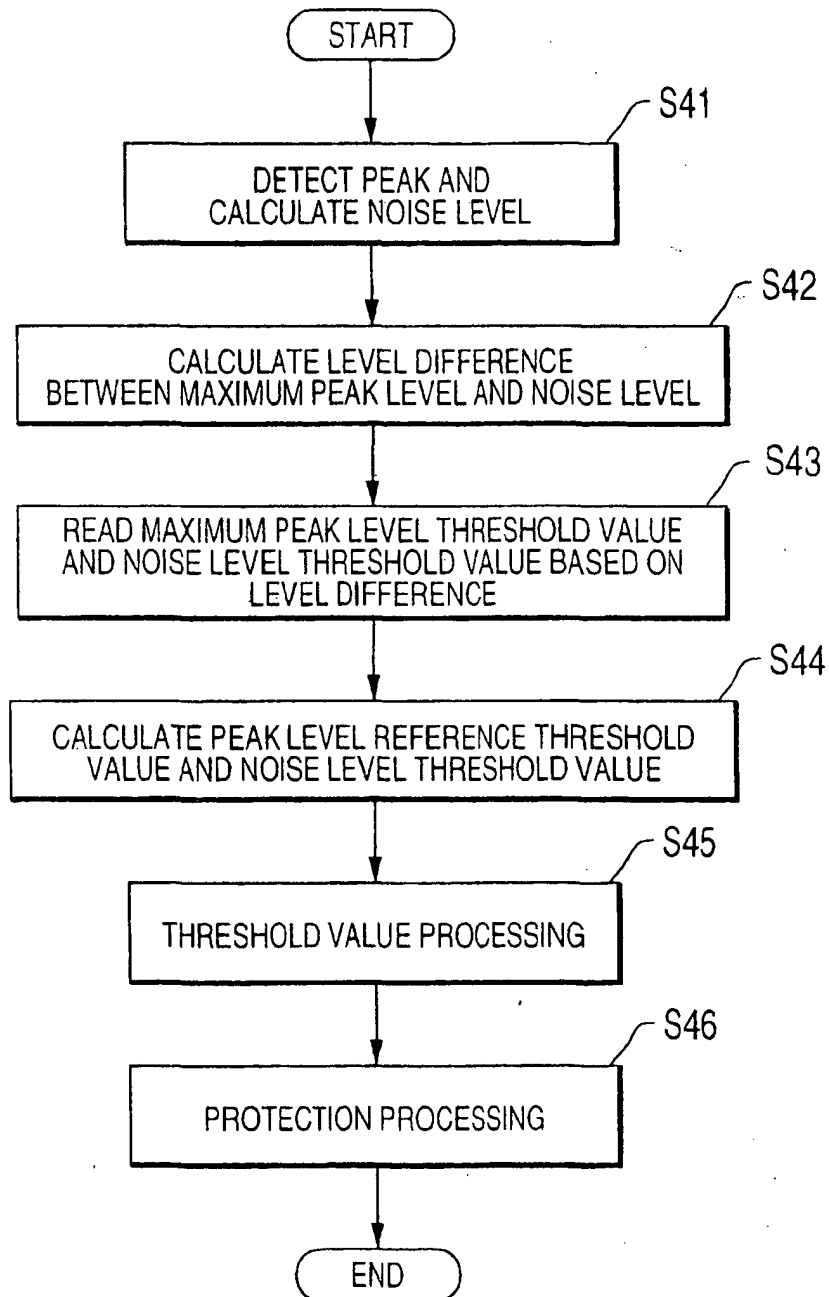 START
S41
DETECT PEAK AND
CALCULATE NOISE LEVEL
S42
CALCULATE LEVEL DIFFERENCE
BETWEEN MAXIMUM PEAK LEVEL AND NOISE LEVEL
S43
READ MAXIMUM PEAK LEVEL THRESHOLD VALUE
AND NOISE LEVEL THRESHOLD VALUE BASED ON
LEVEL DIFFERENCE
S44
CALCULATE PEAK LEVEL REFERENCE THRESHOLD
VALUE AND NOISE LEVEL THRESHOLD VALUE
S45
THRESHOLD VALUE PROCESSING
S46
PROTECTION PROCESSING
END